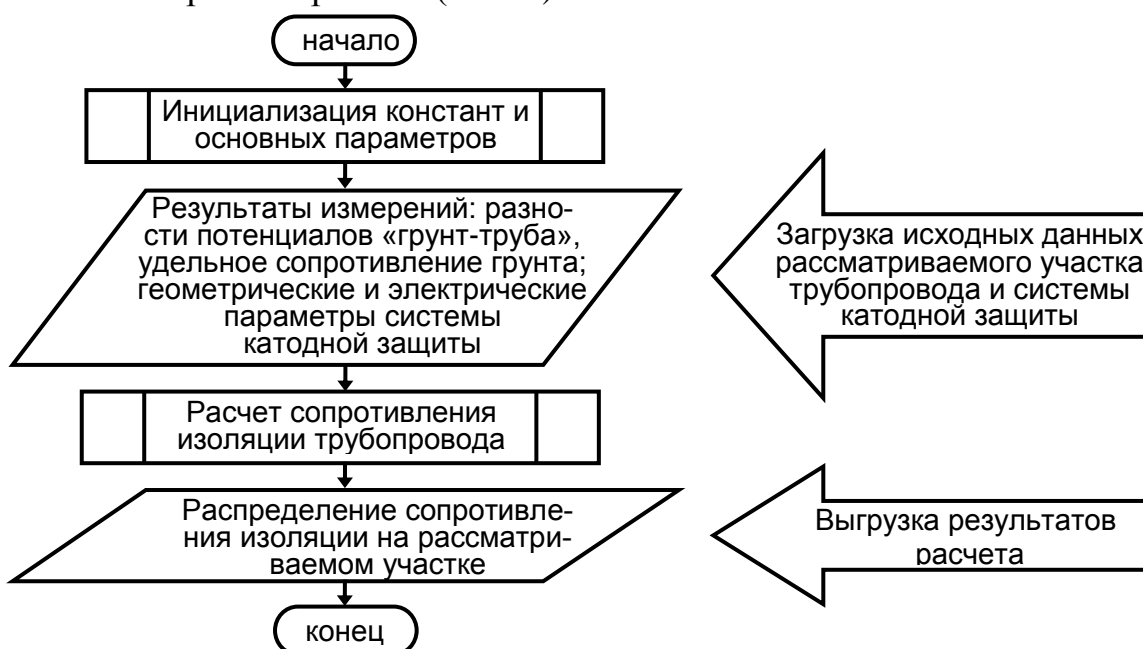 начало
Инициализация констант и
основных параметров
Результаты измерений: разно-
сти потенциалов «грунт-труба»,
удельное сопротивление грунта;
геометрические и электрические
параметры системы
катодной защиты
Загрузка исходных данных
рассматриваемого участка
трубопровода и системы
катодной защиты
Расчет сопротивления
изоляции трубопровода
Распределение сопротивле-
ния изоляции на рассматри-
ваемом участке
Выгрузка результатов
расчета
конец